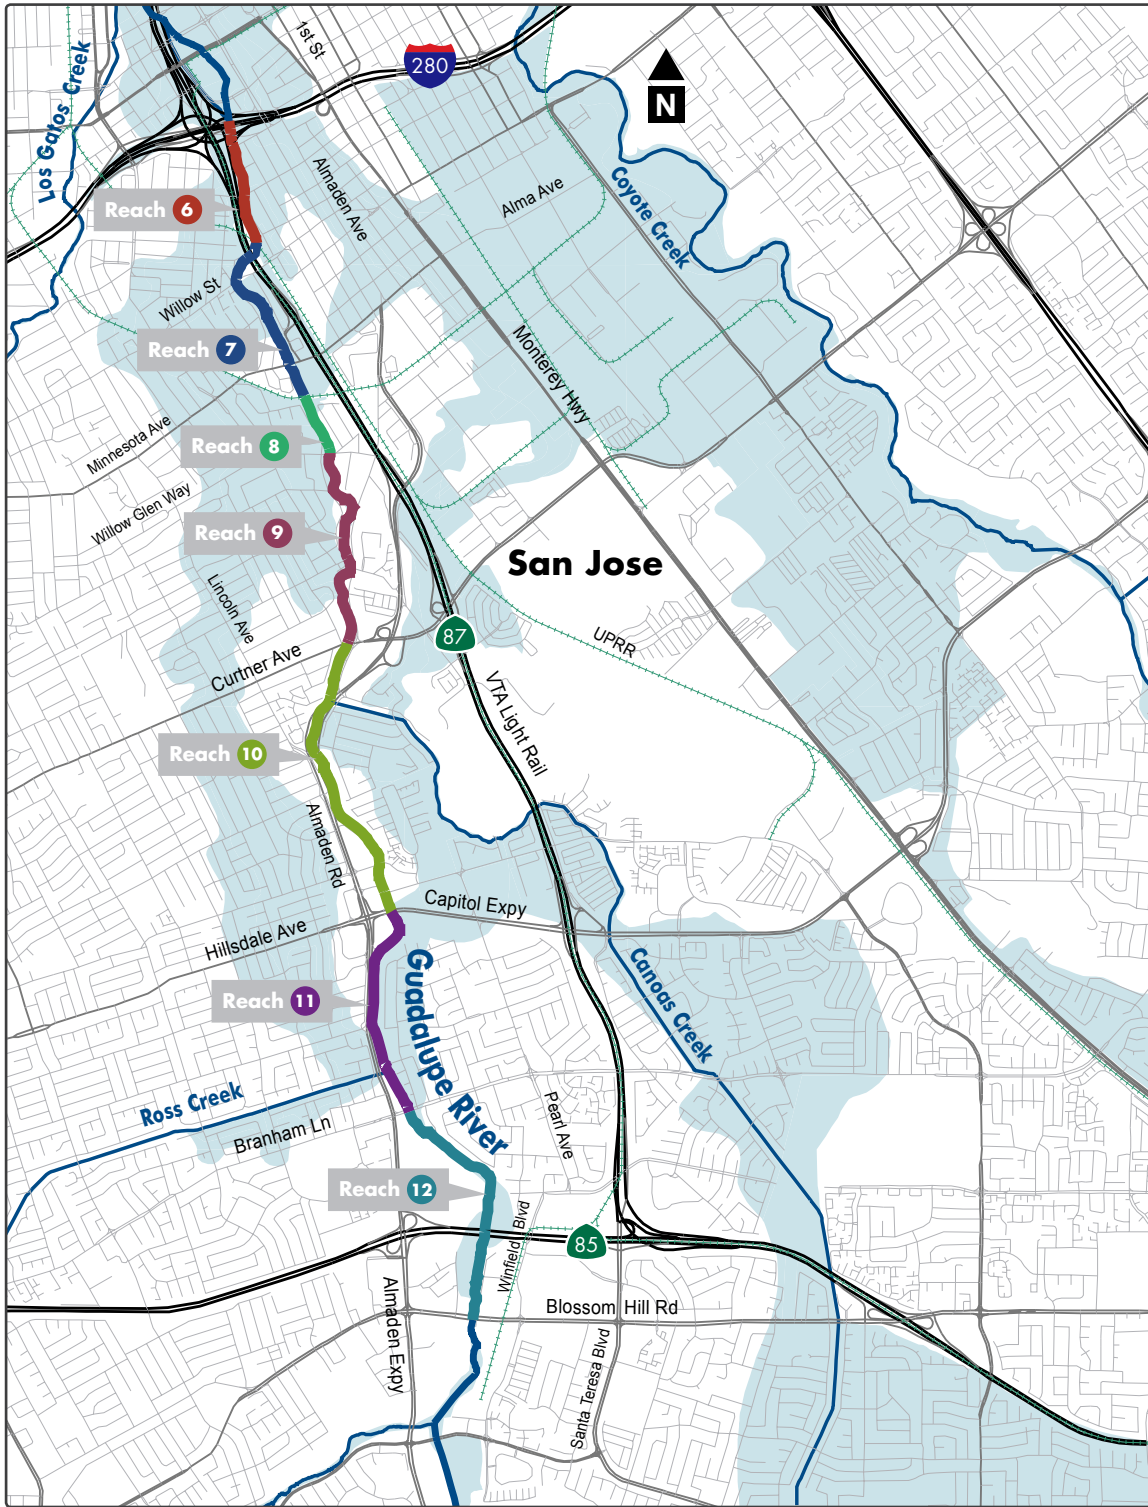 1st St
280
N
Los Gatos Creek
Almaden Ave
Alma Ave
Coyote Creek
Reach 6
Willow St
Reach 7
Monterey Hwy
Minnesota Ave
Reach 8
Willow Glen Way
Reach 9
San Jose
Lincoln Ave
87
UPRR
Curtner Ave
VTA Light Rail
Reach 10
Almaden Rd
Capitol Expy
Hillsdale Ave
Guadalupe River
Canoas Creek
Reach 11
Ross Creek
Pearl Ave
Branham Ln
Reach 12
Winfield Blvd
85
Almaden Expy
Blossom Hill Rd
Santa Teresa Blvd